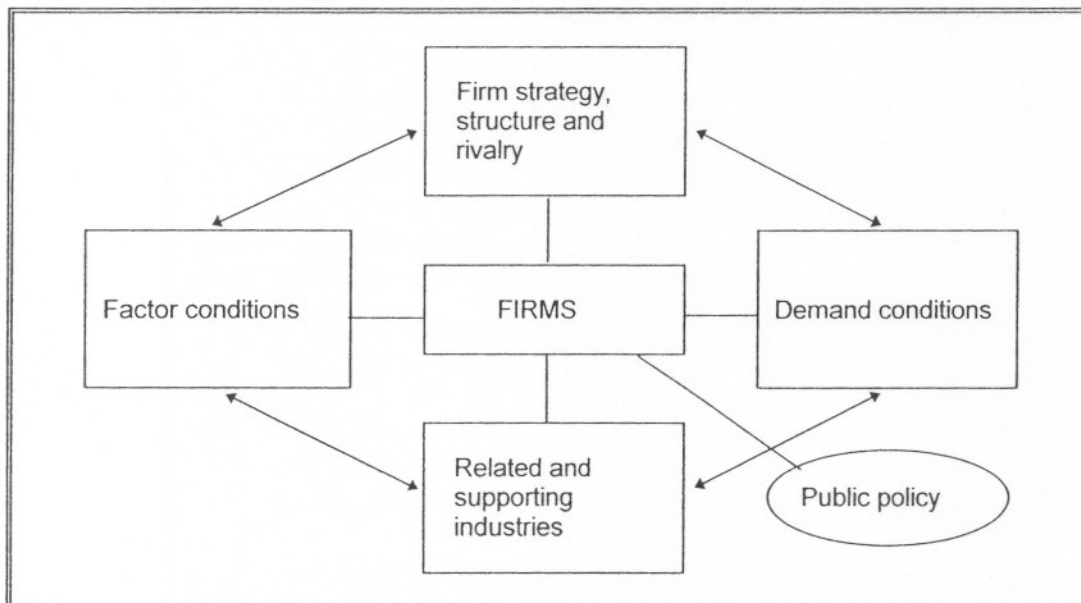 Firm strategy,
structure and
rivalry
Factor conditions
FIRMS
Demand conditions
Related and
supporting
industries
Public policy